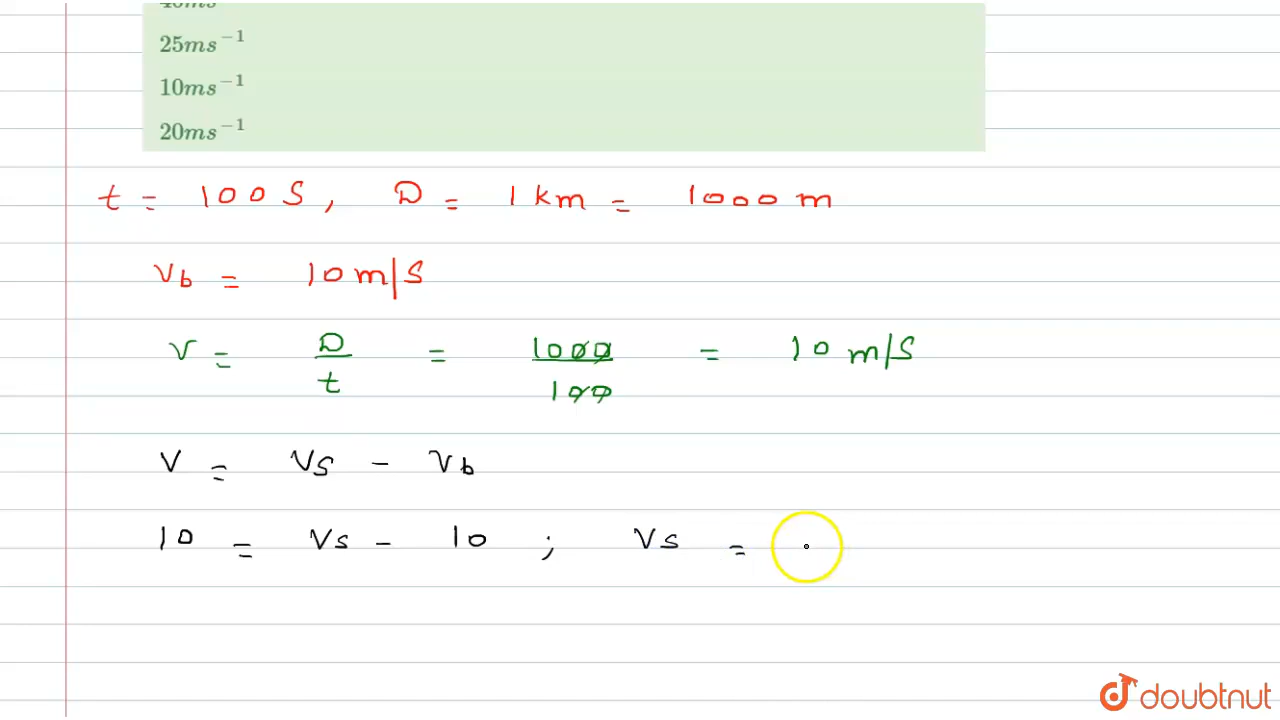 40ms
25ms⁻¹
10ms⁻¹
20ms⁻¹
t = 100 S, D = 1 km = 1000 m
Vb = 10 m/S
V = D/t = 1000/100 = 10 m/S
V = VS - Vb
10 = VS - 10 ; VS =
doubtnut